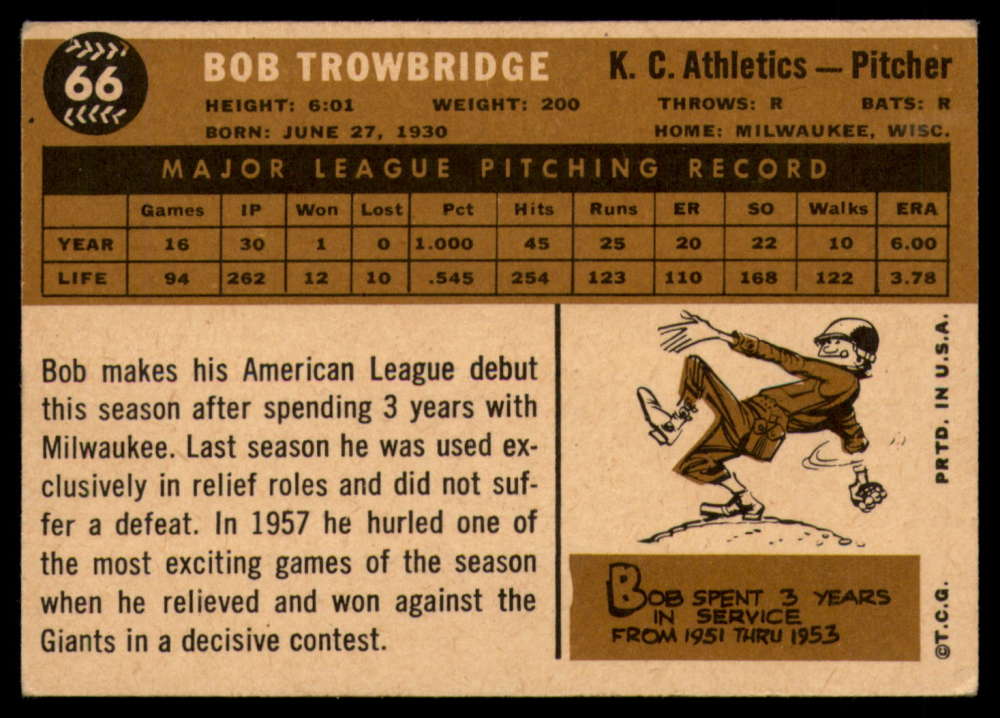 66
BOB TROWBRIDGE
K. C. Athletics — Pitcher
HEIGHT: 6:01 WEIGHT: 200 THROWS: R BATS: R
BORN: JUNE 27, 1930 HOME: MILWAUKEE, WISC.
MAJOR LEAGUE PITCHING RECORD
Games IP Won Lost Pct Hits Runs ER SO Walks ERA
YEAR 16 30 1 0 1.000 45 25 20 22 10 6.00
LIFE 94 262 12 10 .545 254 123 110 168 122 3.78
Bob makes his American League debut
this season after spending 3 years with
Milwaukee. Last season he was used ex-
clusively in relief roles and did not suf-
fer a defeat. In 1957 he hurled one of
the most exciting games of the season
when he relieved and won against the
Giants in a decisive contest.
BOB SPENT 3 YEARS
IN SERVICE
FROM 1951 THRU 1953
©T.C.G. PRTD. IN U.S.A.